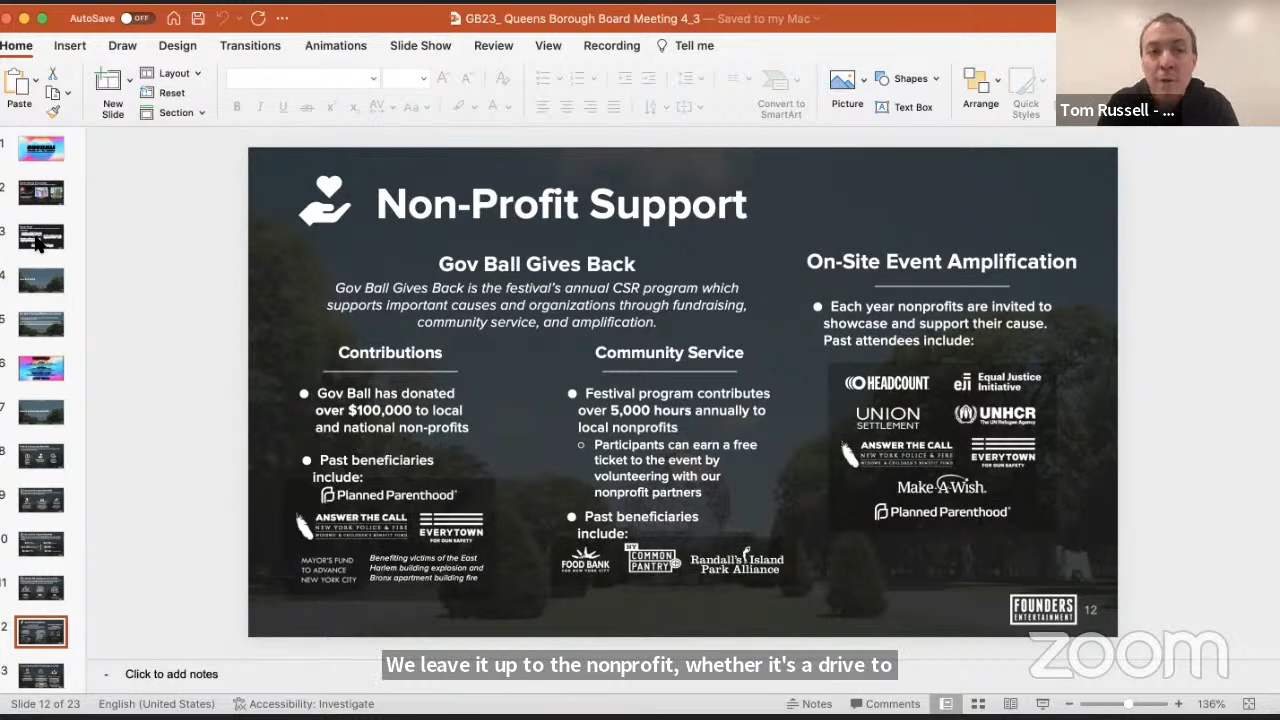 AutoSave OFF
GB23_ Queens Borough Board Meeting 4_3 — Saved to my Mac
Home Insert Draw Design Transitions Animations Slide Show Review View Recording Tell me
Paste
New
Slide
Layout
Reset
Section
Convert to
SmartArt
Picture
Shapes
Text Box
Arrange
Quick
Styles
Tom Russell - ...
Non-Profit Support
Gov Ball Gives Back
Gov Ball Gives Back is the festival's annual CSR program which
supports important causes and organizations through fundraising,
community service, and amplification.
Contributions
Gov Ball has donated
over $100,000 to local
and national non-profits
Past beneficiaries
include:
Planned Parenthood
ANSWER THE CALL
NEW YORK POLICE & FIRE
WIDOWS' & CHILDREN'S BENEFIT FUND
EVERYTOWN
FOR GUN SAFETY
MAYOR'S FUND
TO ADVANCE
NEW YORK CITY
Benefiting victims of the East
Harlem building explosion and
Bronx apartment building fire
Community Service
Festival program contributes
over 5,000 hours annually to
local nonprofits
Participants can earn a free
ticket to the event by
volunteering with our
nonprofit partners
Past beneficiaries
include:
FOOD BANK
FOR NEW YORK CITY
NY
COMMON
PANTRY
Randall's Island
Park Alliance
On-Site Event Amplification
Each year nonprofits are invited to
showcase and support their cause.
Past attendees include:
HEADCOUNT
eji Equal Justice
Initiative
UNION
SETTLEMENT
UNHCR
The UN Refugee Agency
ANSWER THE CALL
NEW YORK POLICE & FIRE
WIDOWS' & CHILDREN'S BENEFIT FUND
EVERYTOWN
FOR GUN SAFETY
Make-A-Wish.
Planned Parenthood
FOUNDERS
ENTERTAINMENT
12
We leave it up to the nonprofit, whether it's a drive to
zoom
Click to add notes
Slide 12 of 23 English (United States) Accessibility: Investigate Notes Comments 136%